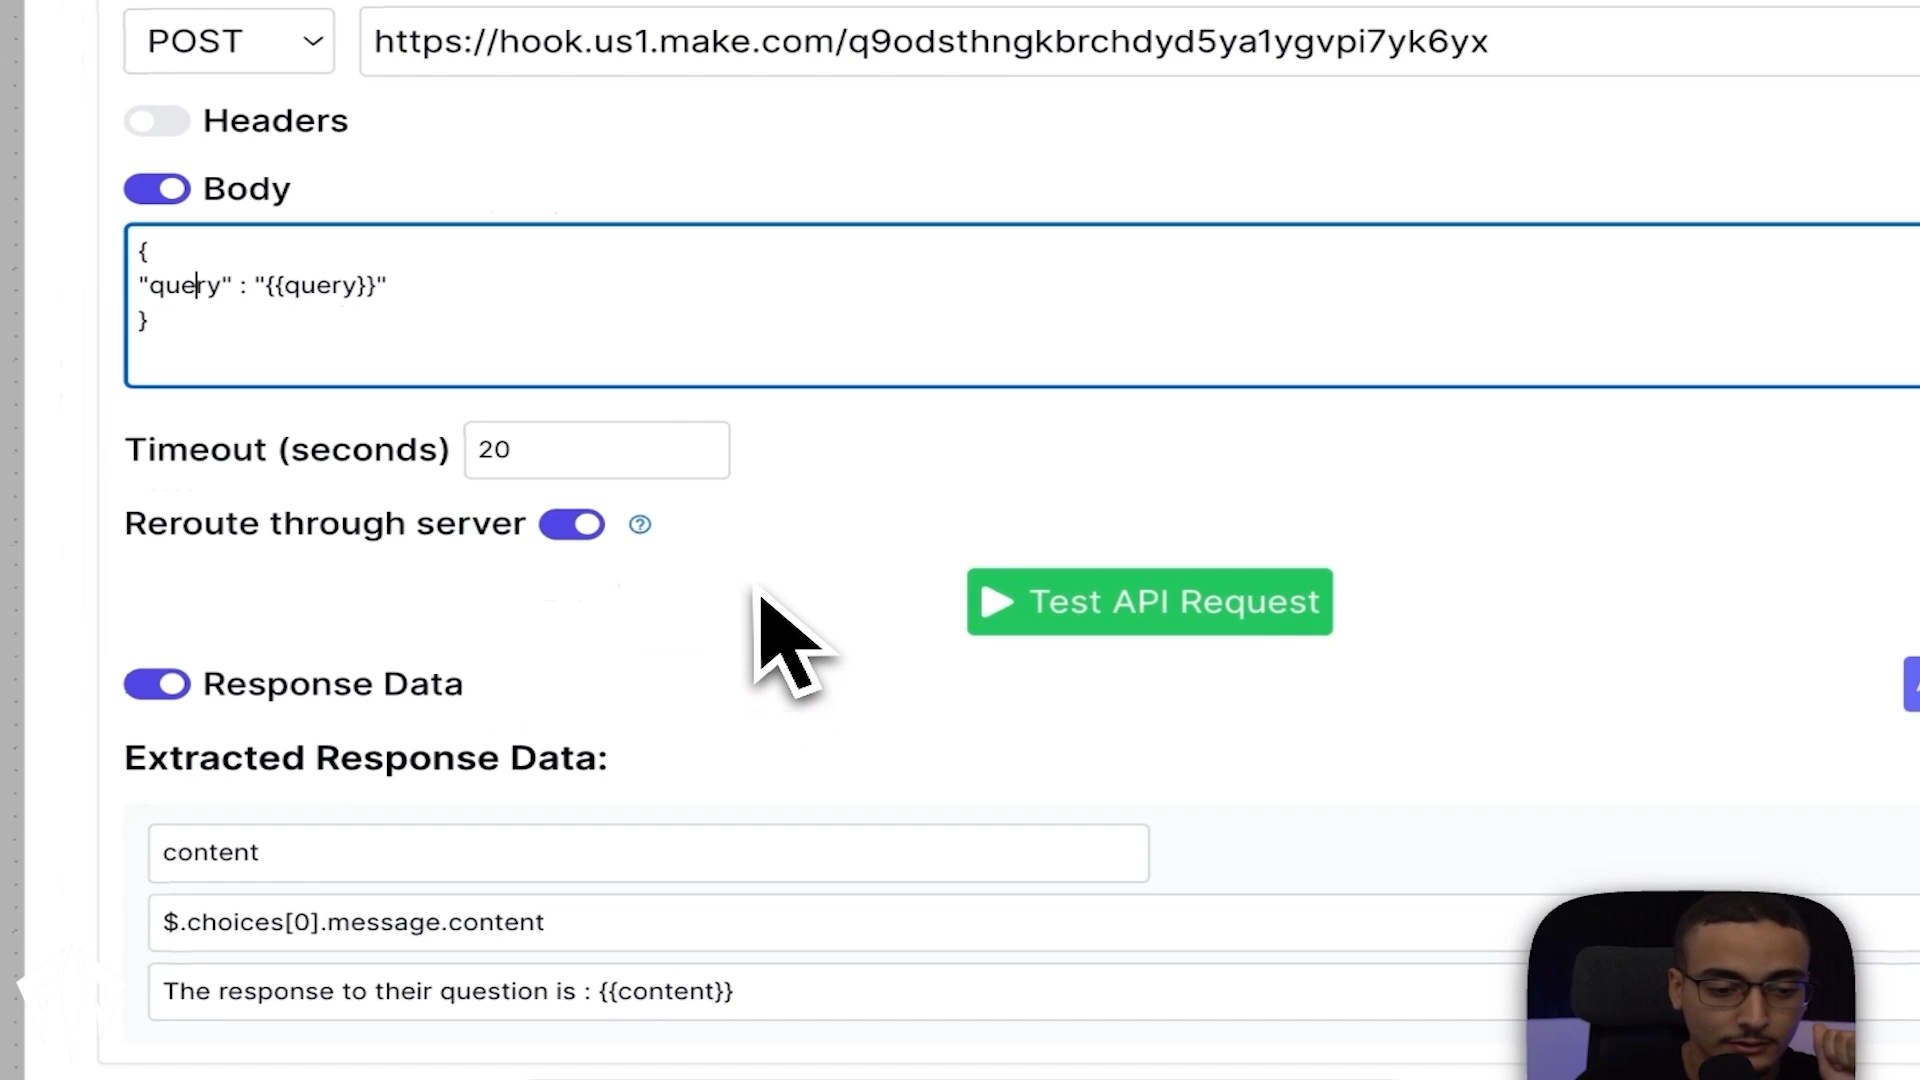 POST
https://hook.us1.make.com/q9odsthngkbrchdyd5ya1ygvpi7yk6yx
Headers
Body
{
"query" : "{{query}}"
}
Timeout (seconds)
20
Reroute through server
Test API Request
Response Data
Extracted Response Data:
content
$.choices[0].message.content
The response to their question is : {{content}}